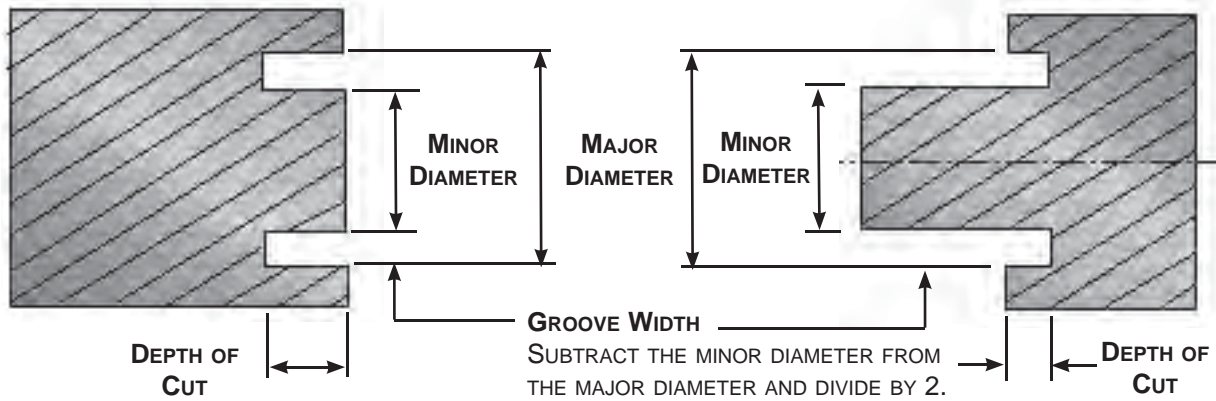 MINOR
DIAMETER
MAJOR
DIAMETER
MINOR
DIAMETER
GROOVE WIDTH
SUBTRACT THE MINOR DIAMETER FROM
THE MAJOR DIAMETER AND DIVIDE BY 2.
DEPTH OF
CUT
DEPTH OF
CUT